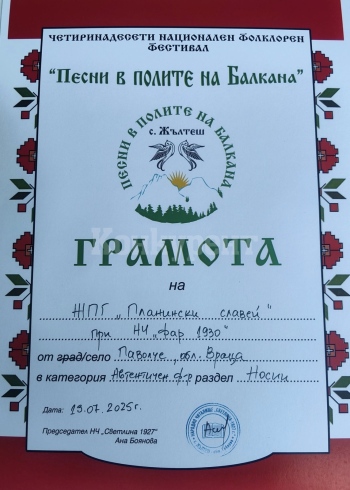 ЧЕТИРИНАДЕСЕТИ НАЦИОНАЛЕН ФОЛКЛОРЕН
ФЕСТИВАЛ
“ПЕСНИ В ПОЛИТЕ НА БАЛКАНА”
ПЕСНИ В ПОЛИТЕ НА БАЛКАНА
с. Жълтеш
ГРАМОТА
на
ЖПГ „Планински славей“
при НЧ „Фар 1930“
от град/село Паволче, обл. Враца
в категория Автентичен ф-р раздел Носии
Дата: 19.07.2025г.
Председател НЧ “Светлина 1927”
Ана Боянова